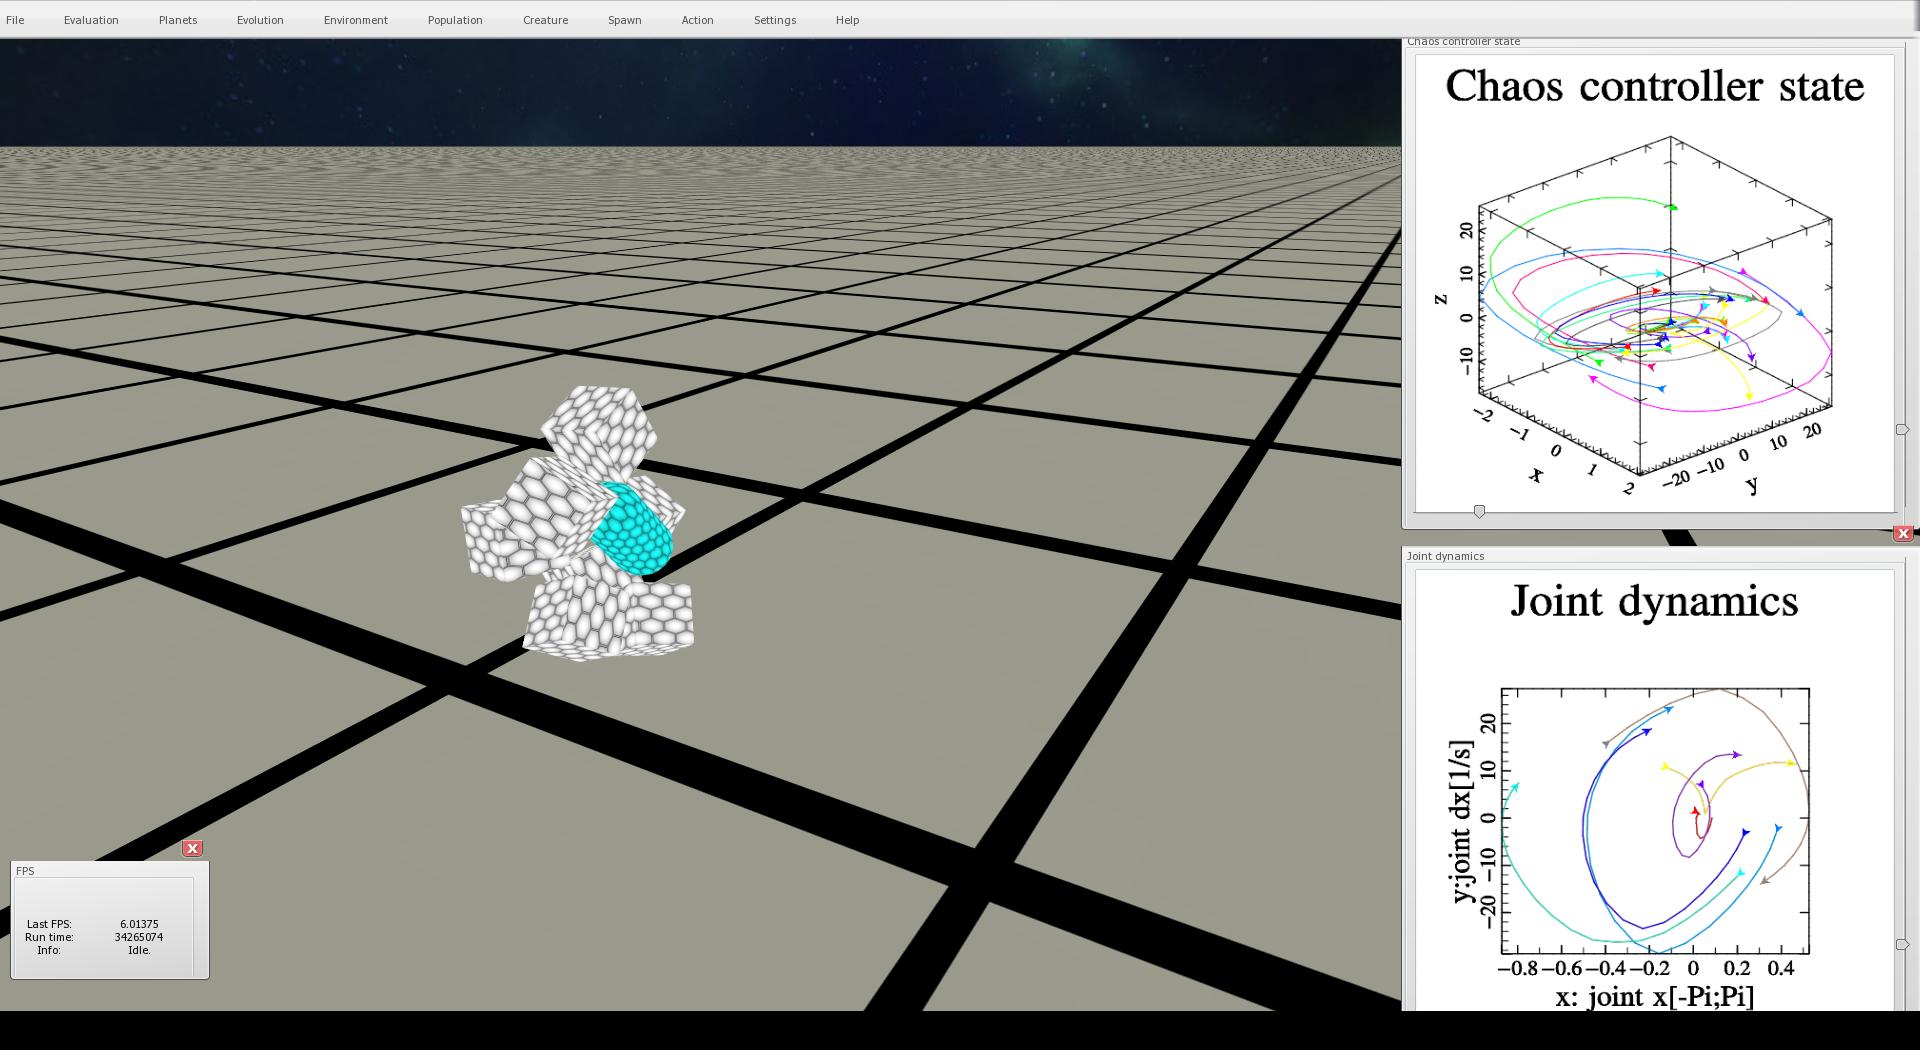 File Evaluation Planets Evolution Environment Population Creature Spawn Action Settings Help
Chaos controller state
Chaos controller state
20
10
0
−10
z
−2
−1
0
1
2
x
−20
−10
0
10
20
y
X
Joint dynamics
Joint dynamics
20
10
0
−10
−20
y:joint dx[1/s]
−0.8 −0.6 −0.4 −0.2 0 0.2 0.4
x: joint x[-Pi;Pi]
X
FPS
Last FPS: 6.01375
Run time: 34265074
Info: Idle.